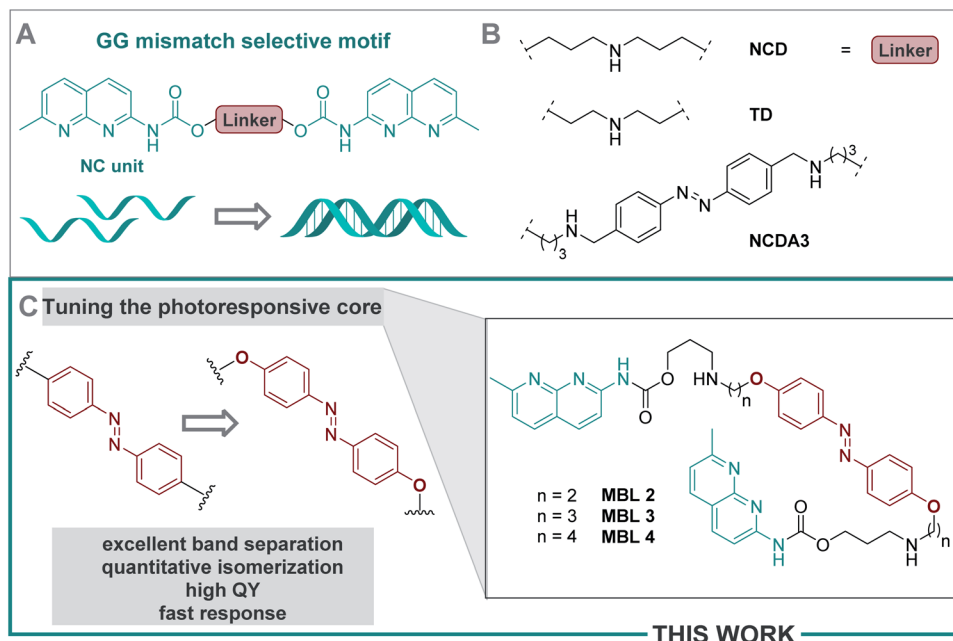 A
GG mismatch selective motif
N N N H O O Linker O O N H N N
NC unit
B
N H NCD = Linker
N H TD
N N N H ( )3
H N ( )3
NCDA3
C Tuning the photoresponsive core
O N N O
N N
excellent band separation
quantitative isomerization
high QY
fast response
N N H N O O HN ( )n O
N N
O
n = 2 MBL 2
n = 3 MBL 3
n = 4 MBL 4
N N N H O O N H ( )n
THIS WORK